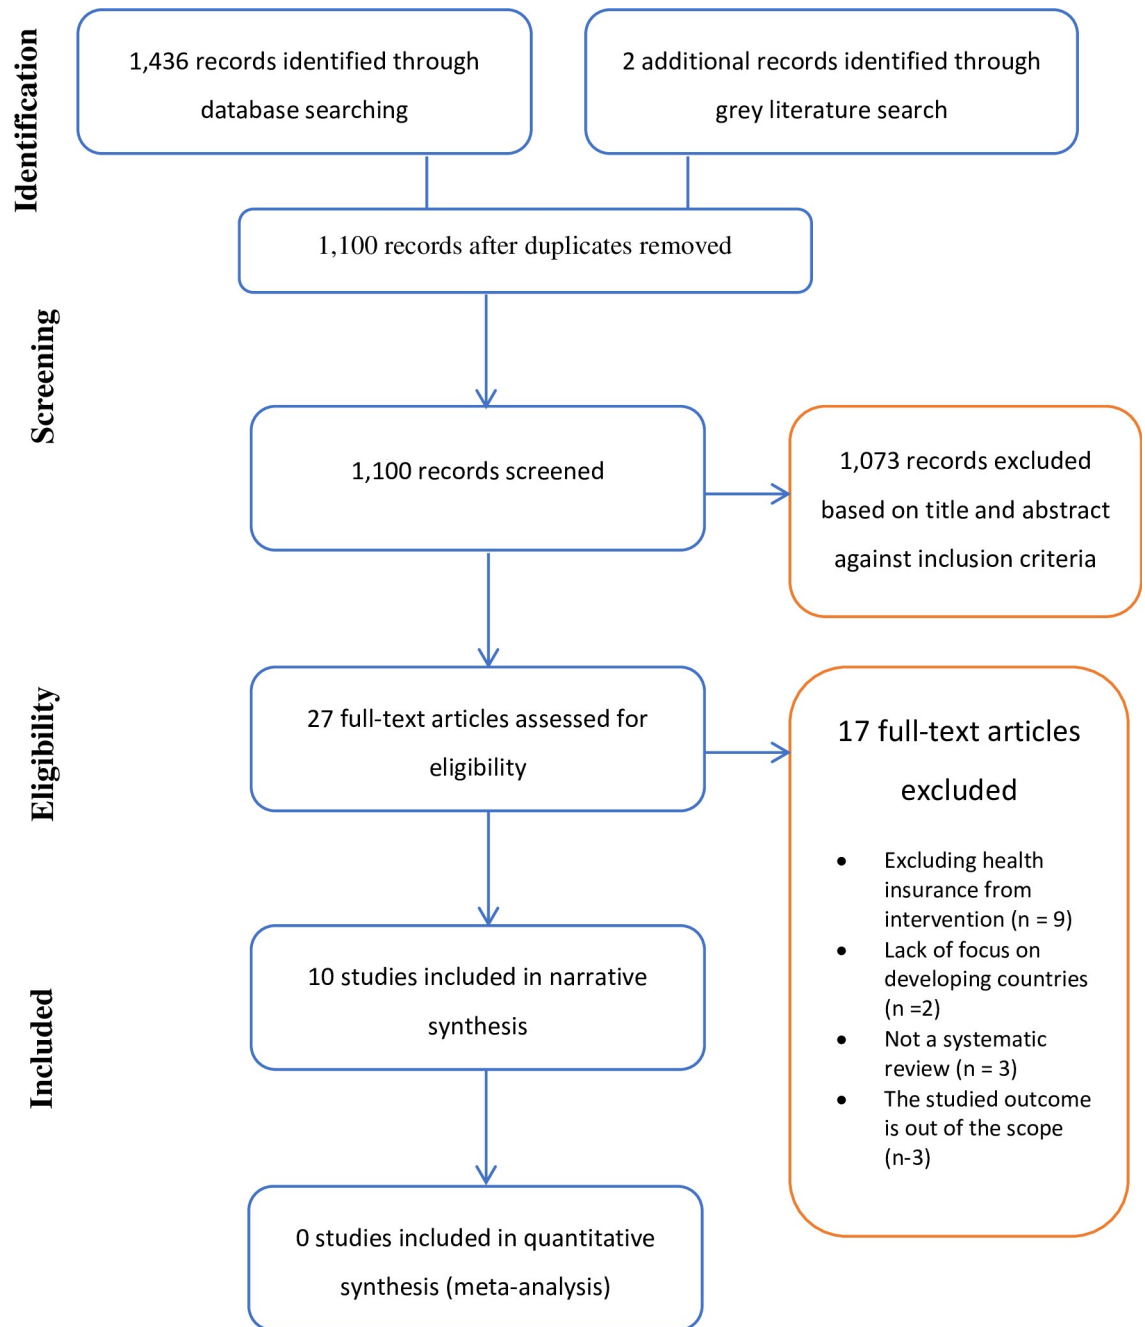 Identification
1,436 records identified through
database searching
2 additional records identified through
grey literature search
1,100 records after duplicates removed
Screening
1,100 records screened
1,073 records excluded
based on title and abstract
against inclusion criteria
Eligibility
27 full-text articles assessed for
eligibility
17 full-text articles
excluded
• Excluding health
insurance from
intervention (n = 9)
• Lack of focus on
developing countries
(n =2)
• Not a systematic
review (n = 3)
• The studied outcome
is out of the scope
(n-3)
Included
10 studies included in narrative
synthesis
0 studies included in quantitative
synthesis (meta-analysis)